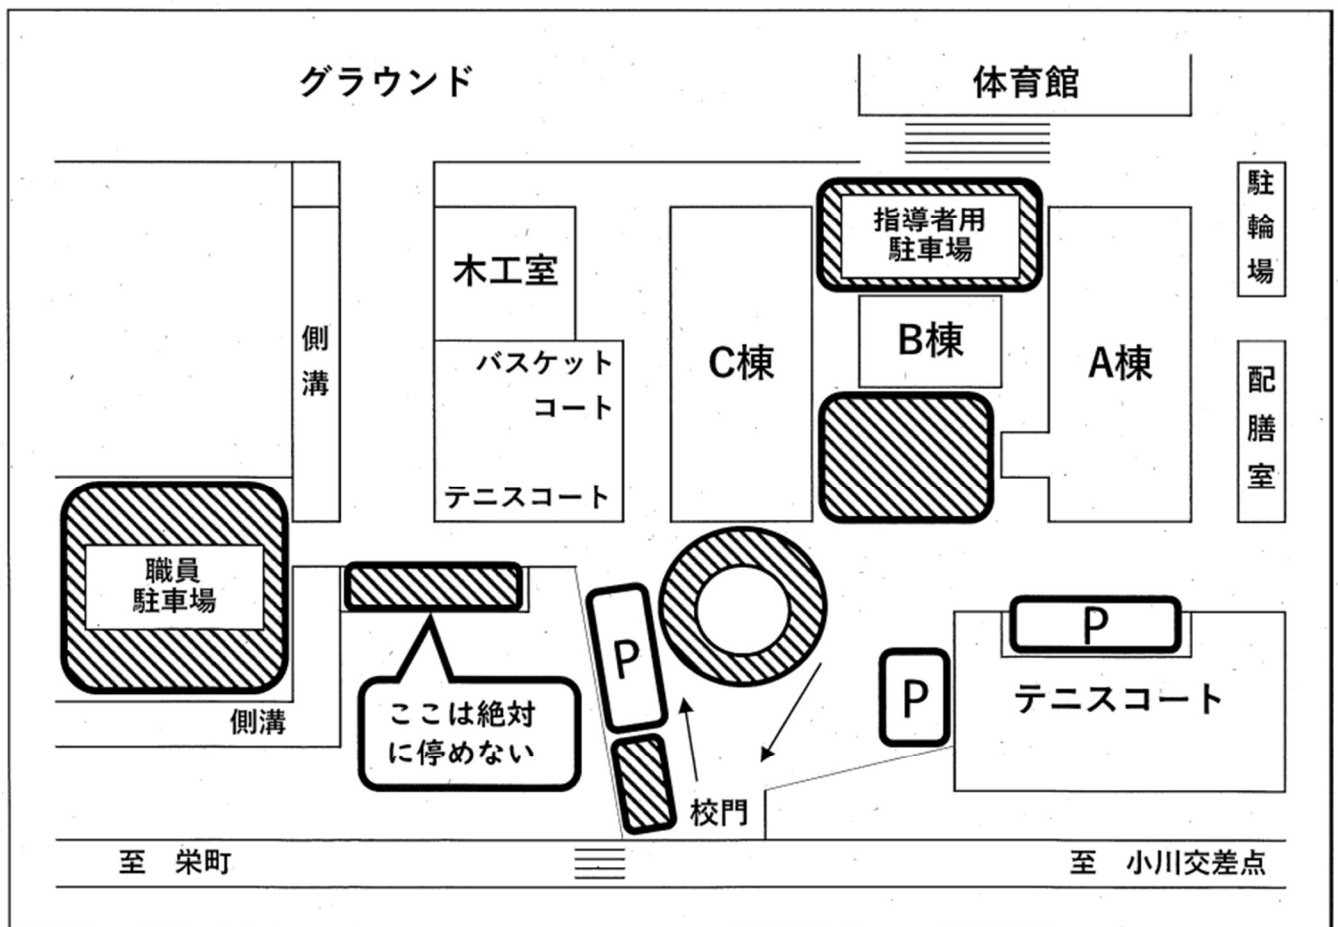 グラウンド
体育館
駐輪場
指導者用
駐車場
木工室
側溝
C棟
B棟
A棟
バスケット
コート
テニスコート
配膳室
職員
駐車場
P
P
P
テニスコート
側溝
ここは絶対
に停めない
校門
至 栄町
至 小川交差点